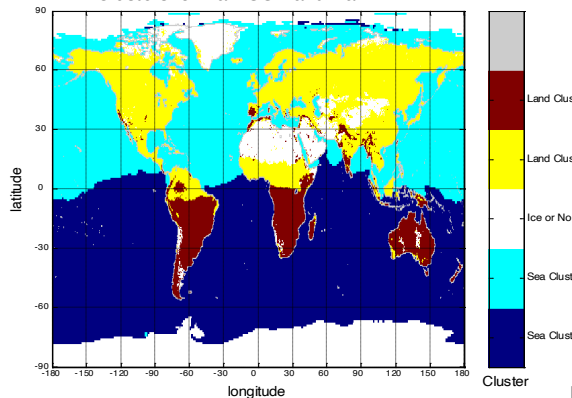 90
60
30
0
-30
-60
-90
latitude
-180 -150 -120 -90 -60 -30 0 30 60 90 120 150 180
longitude
Land Clus
Land Clus
Ice or No
Sea Clust
Sea Clust
Cluster